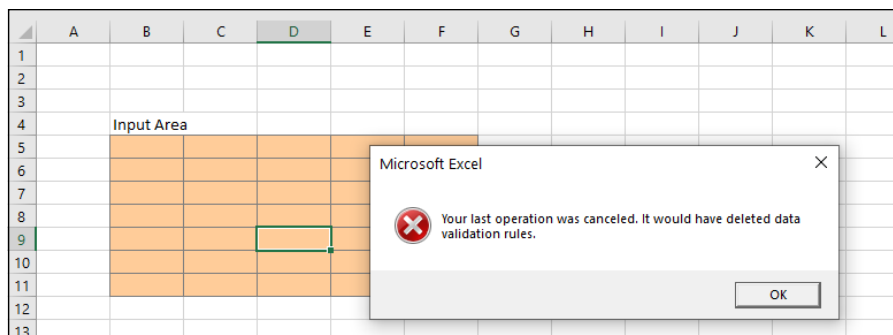 A B C D E F G H I J K L
1
2
3
4 Input Area
5
6
7
8
9
10
11
12
13
Microsoft Excel
Your last operation was canceled. It would have deleted data
validation rules.
OK